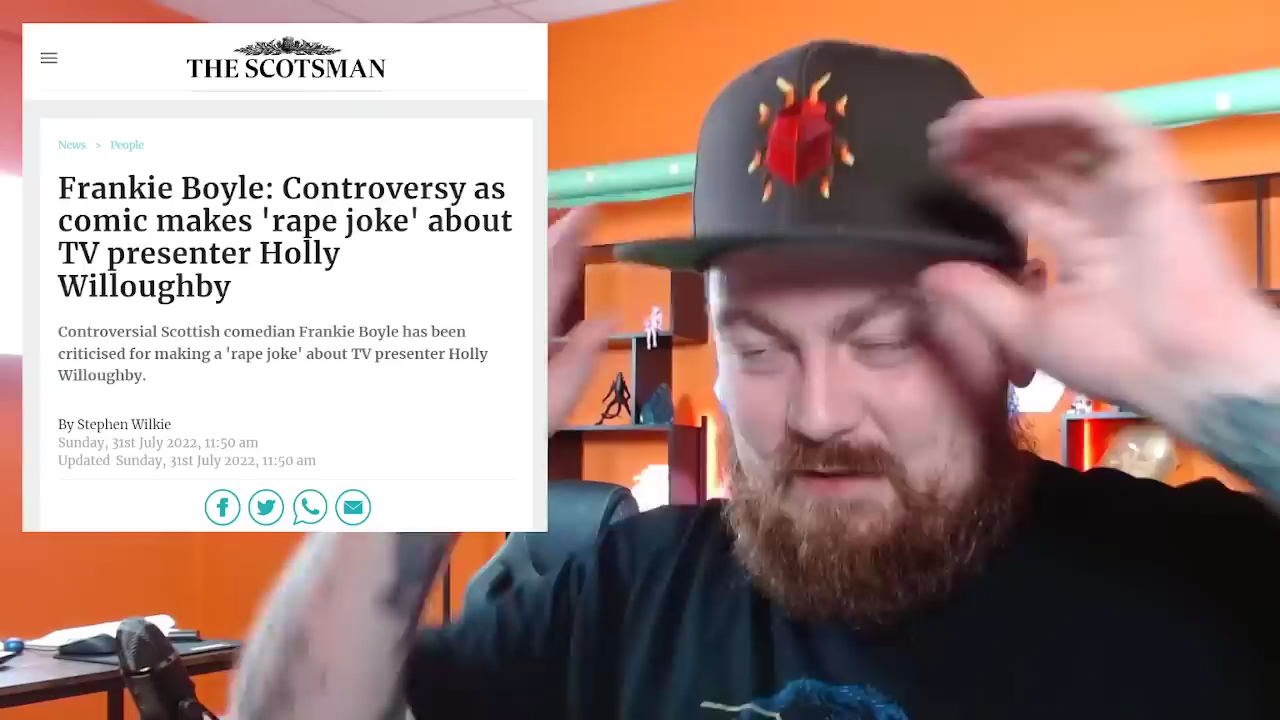 THE SCOTSMAN
News > People
Frankie Boyle: Controversy as
comic makes 'rape joke' about
TV presenter Holly
Willoughby
Controversial Scottish comedian Frankie Boyle has been
criticised for making a 'rape joke' about TV presenter Holly
Willoughby.
By Stephen Wilkie
Sunday, 31st July 2022, 11:50 am
Updated Sunday, 31st July 2022, 11:50 am